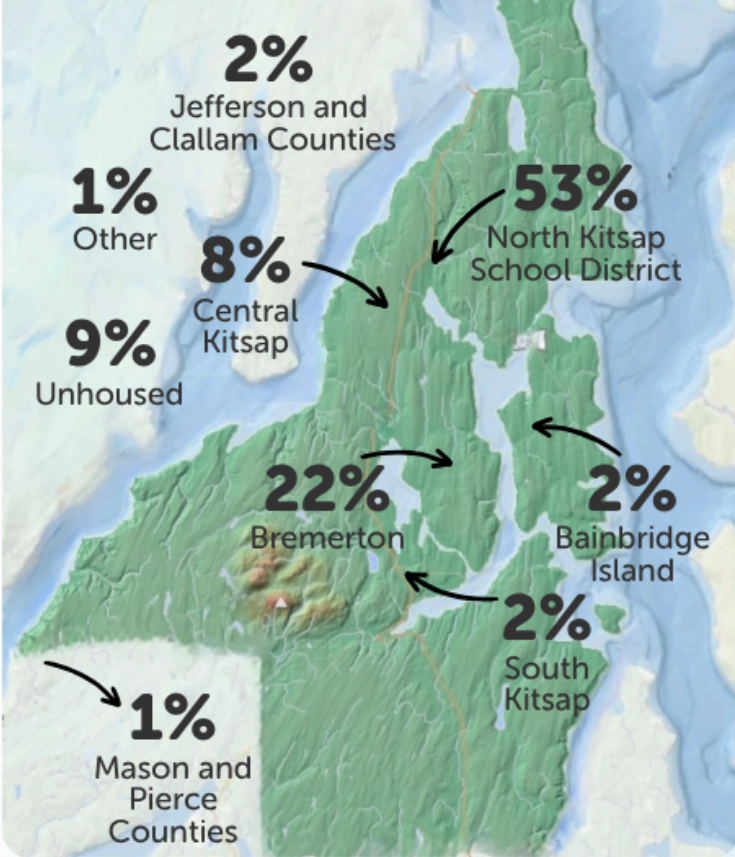 2%
Jefferson and
Clallam Counties
1%
Other
53%
North Kitsap
School District
8%
Central
Kitsap
9%
Unhoused
22%
Bremerton
2%
Bainbridge
Island
2%
South
Kitsap
1%
Mason and
Pierce
Counties